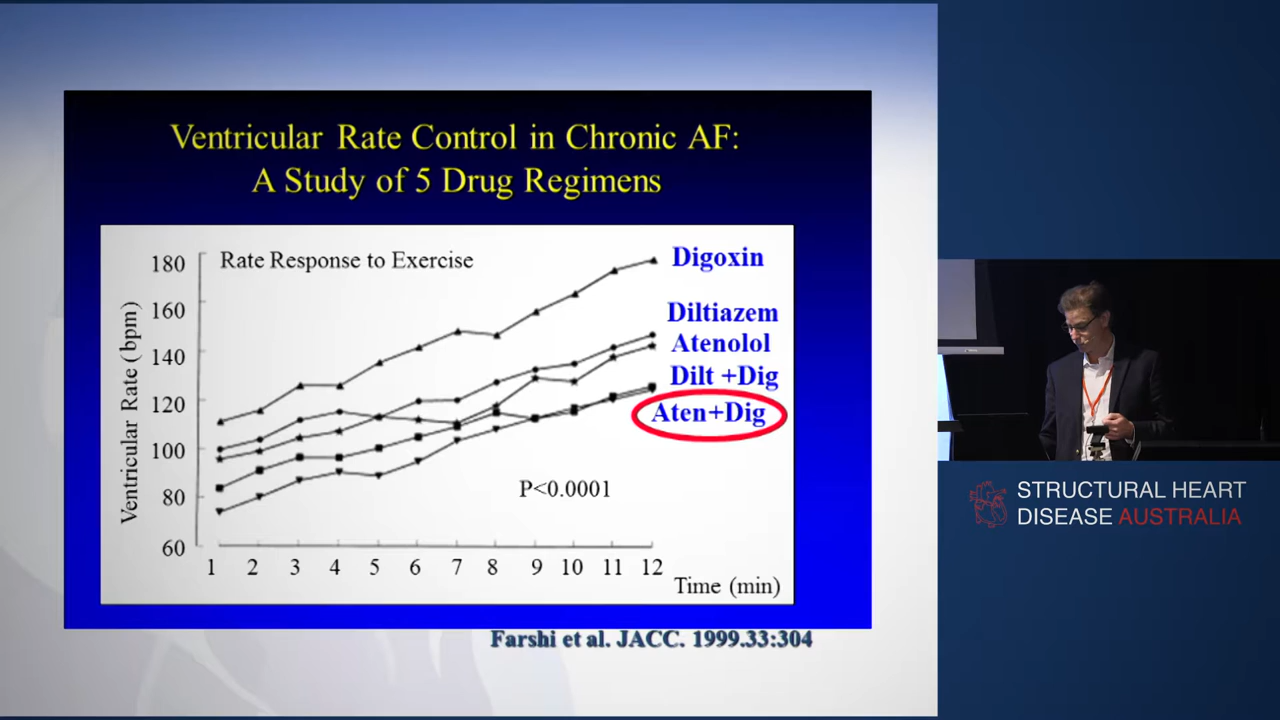 Ventricular Rate Control in Chronic AF:
A Study of 5 Drug Regimens
Rate Response to Exercise
Ventricular Rate (bpm)
180
160
140
120
100
80
60
Digoxin
Diltiazem
Atenolol
Dilt +Dig
Aten+Dig
P<0.0001
1 2 3 4 5 6 7 8 9 10 11 12
Time (min)
Farshi et al. JACC. 1999.33:304
STRUCTURAL HEART
DISEASE AUSTRALIA